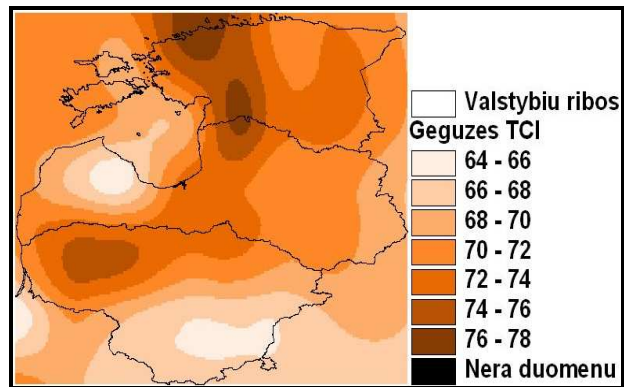 Valstybiu ribos
Geguzes TCI
64 - 66
66 - 68
68 - 70
70 - 72
72 - 74
74 - 76
76 - 78
Nera duomenu